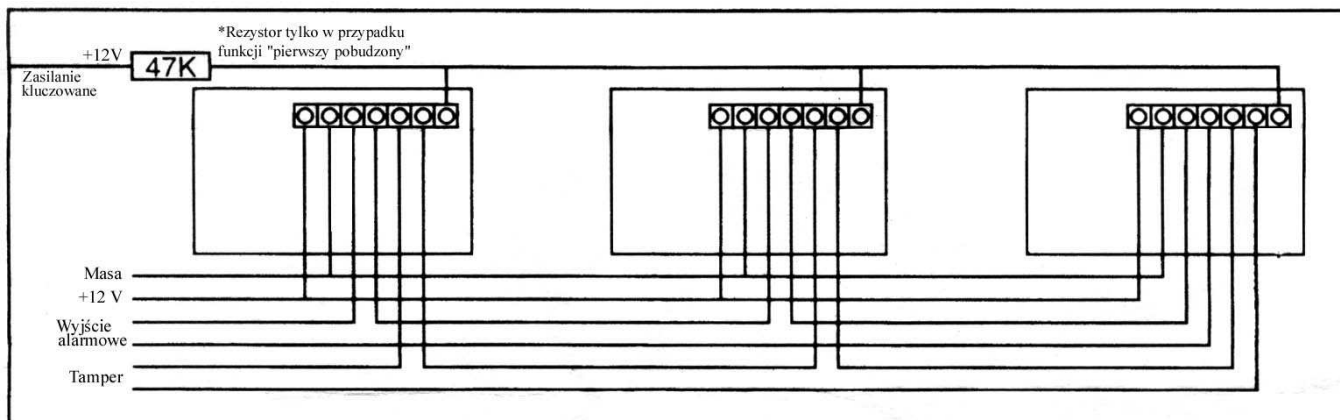 *Rezystor tylko w przypadku
funkcji "pierwszy pobudzony"
+12V
47K
Zasilanie
kluczowane
Masa
+12 V
Wyjście
alarmowe
Tamper